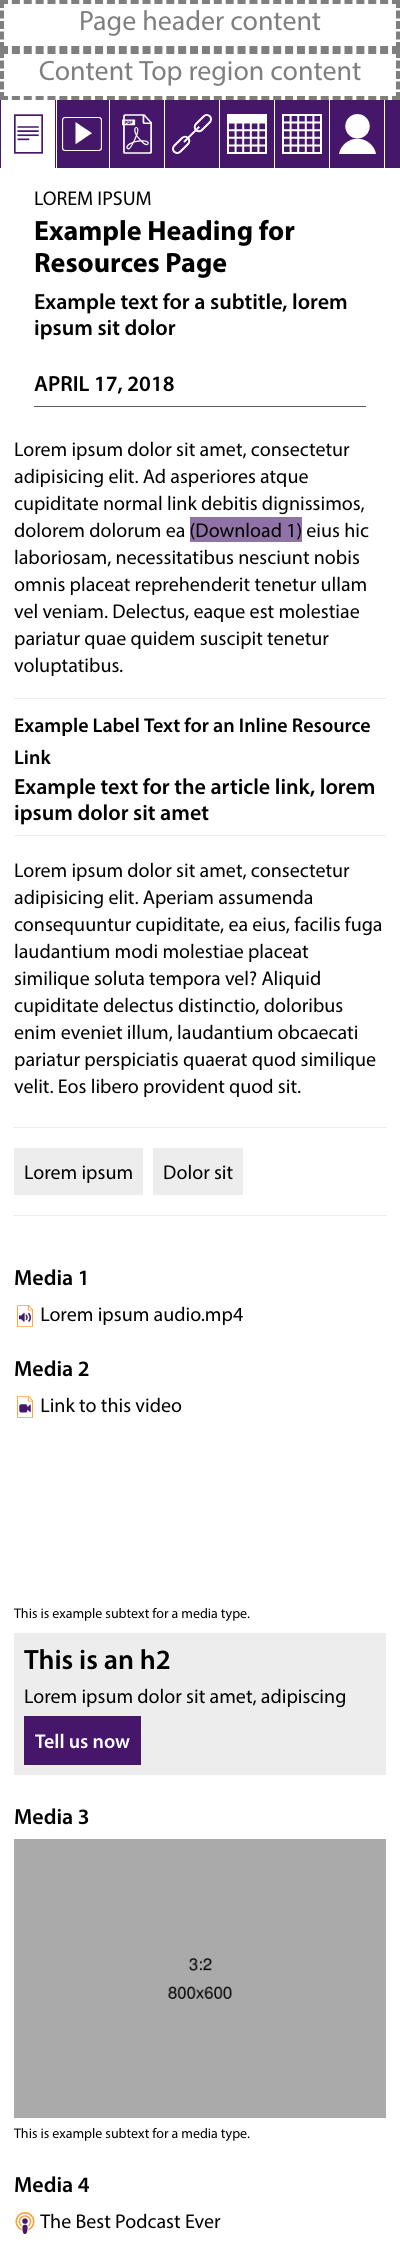 Page header content
Content Top region content
PDF
LOREM IPSUM
Example Heading for
Resources Page
Example text for a subtitle, lorem
ipsum sit dolor
APRIL 17, 2018
Lorem ipsum dolor sit amet, consectetur
adipisicing elit. Ad asperiores atque
cupiditate normal link debitis dignissimos,
dolorem dolorum ea (Download 1) eius hic
laboriosam, necessitatibus nesciunt nobis
omnis placeat reprehenderit tenetur ullam
vel veniam. Delectus, eaque est molestiae
pariatur quae quidem suscipit tenetur
voluptatibus.
Example Label Text for an Inline Resource
Link
Example text for the article link, lorem
ipsum dolor sit amet
Lorem ipsum dolor sit amet, consectetur
adipisicing elit. Aperiam assumenda
consequuntur cupiditate, ea eius, facilis fuga
laudantium modi molestiae placeat
similique soluta tempora vel? Aliquid
cupiditate delectus distinctio, doloribus
enim eveniet illum, laudantium obcaecati
pariatur perspiciatis quaerat quod similique
velit. Eos libero provident quod sit.
Lorem ipsum Dolor sit
Media 1
Lorem ipsum audio.mp4
Media 2
Link to this video
This is example subtext for a media type.
This is an h2
Lorem ipsum dolor sit amet, adipiscing
Tell us now
Media 3
3:2
800x600
This is example subtext for a media type.
Media 4
The Best Podcast Ever